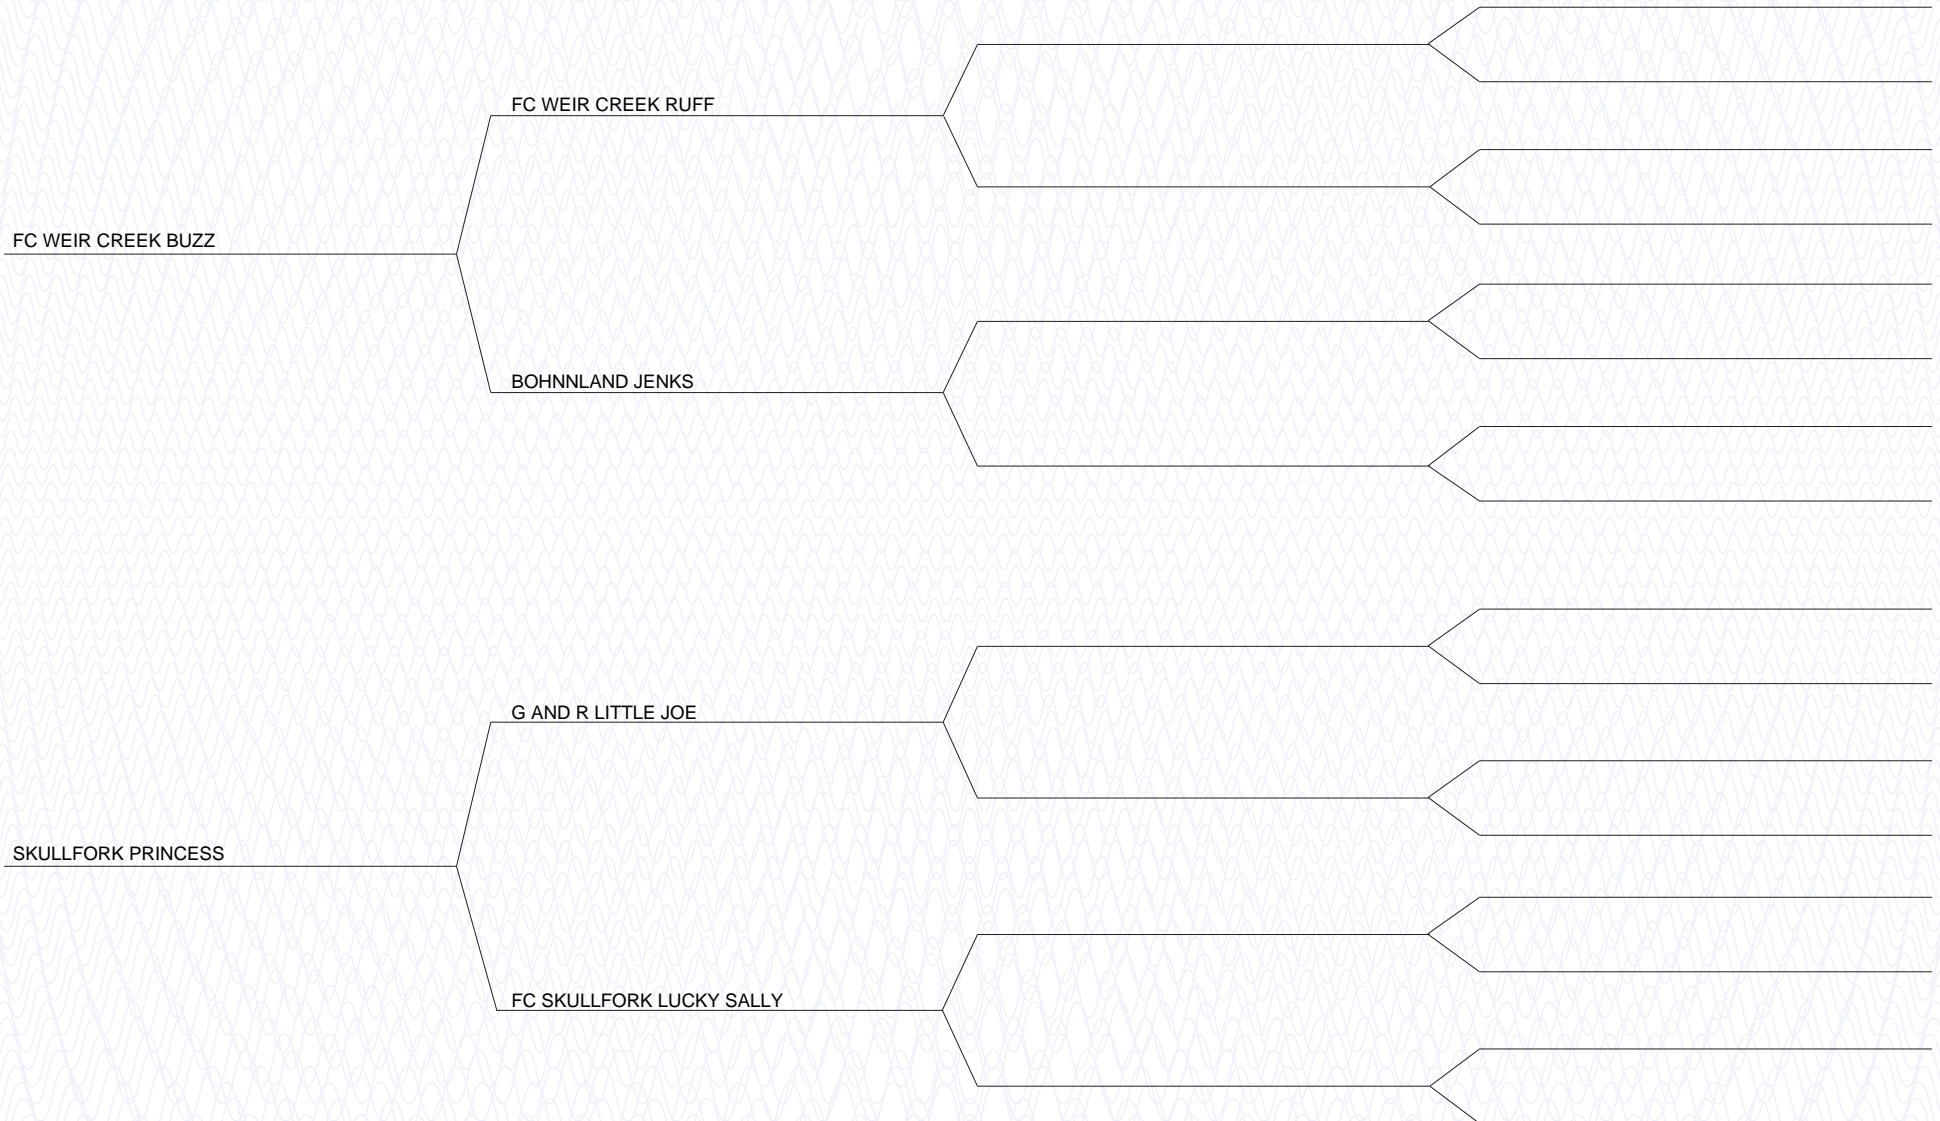 FC WEIR CREEK RUFF
FC WEIR CREEK BUZZ
BOHNNLAND JENKS
G AND R LITTLE JOE
SKULLFORK PRINCESS
FC SKULLFORK LUCKY SALLY